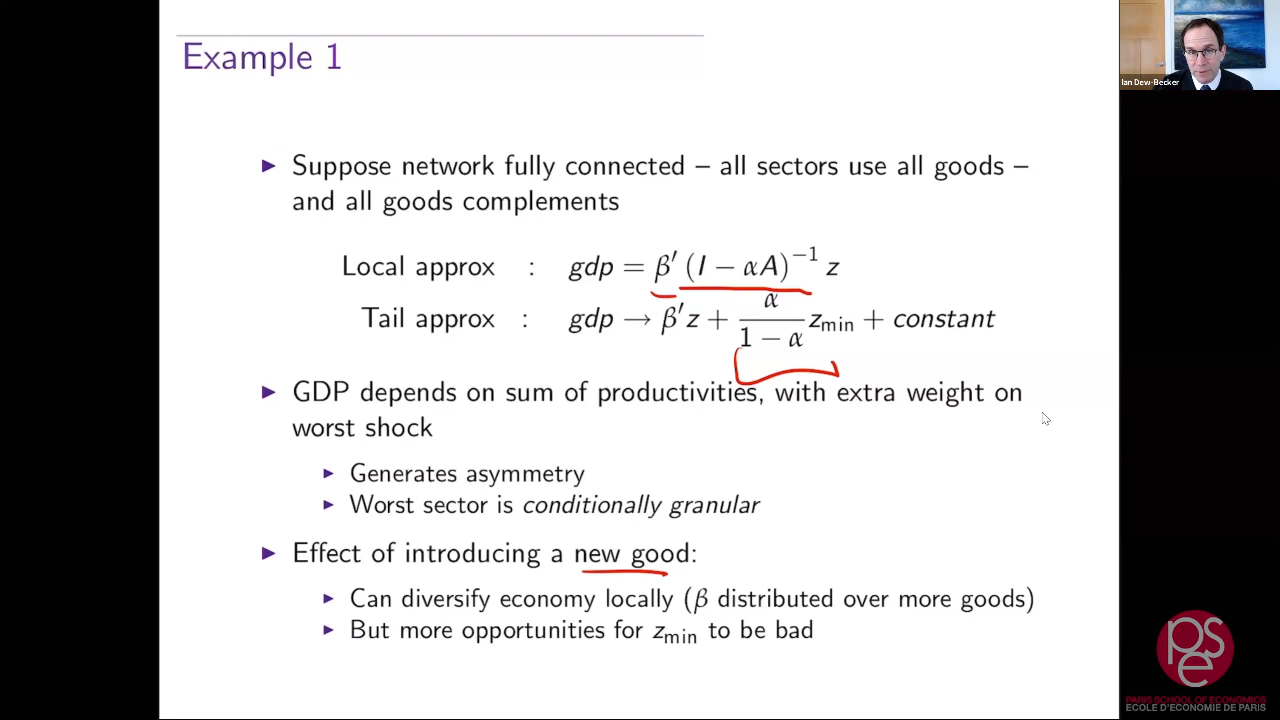 Example 1
Ian Dew-Becker
▶ Suppose network fully connected – all sectors use all goods –
and all goods complements
Local approx : gdp = β′ (I − αA)⁻¹ z
Tail approx : gdp → β′z + α/(1 − α) z_min + constant
▶ GDP depends on sum of productivities, with extra weight on
worst shock
▶ Generates asymmetry
▶ Worst sector is conditionally granular
▶ Effect of introducing a new good:
▶ Can diversify economy locally (β distributed over more goods)
▶ But more opportunities for z_min to be bad
pse
PARIS SCHOOL OF ECONOMICS
ECOLE D'ECONOMIE DE PARIS